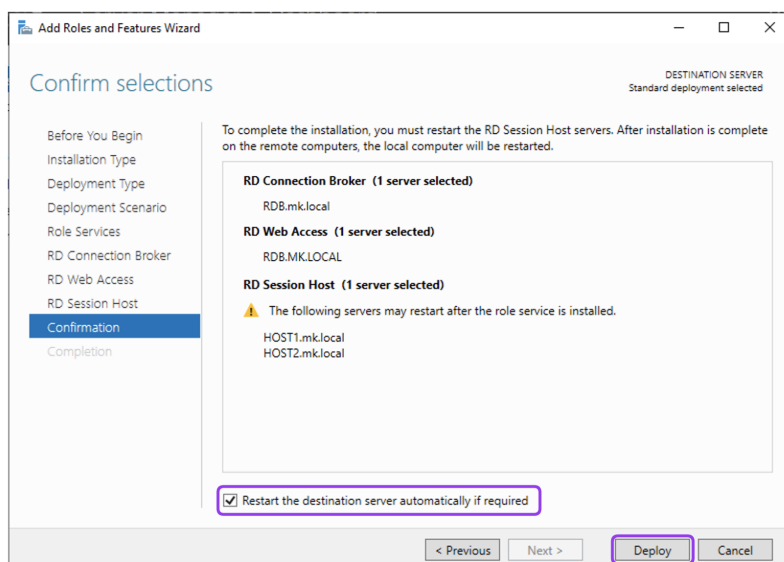 Add Roles and Features Wizard
Confirm selections
DESTINATION SERVER
Standard deployment selected
Before You Begin
Installation Type
Deployment Type
Deployment Scenario
Role Services
RD Connection Broker
RD Web Access
RD Session Host
Confirmation
Completion
To complete the installation, you must restart the RD Session Host servers. After installation is complete
on the remote computers, the local computer will be restarted.
RD Connection Broker (1 server selected)
RDB.mk.local
RD Web Access (1 server selected)
RDB.MK.LOCAL
RD Session Host (1 server selected)
The following servers may restart after the role service is installed.
HOST1.mk.local
HOST2.mk.local
Restart the destination server automatically if required
< Previous
Next >
Deploy
Cancel